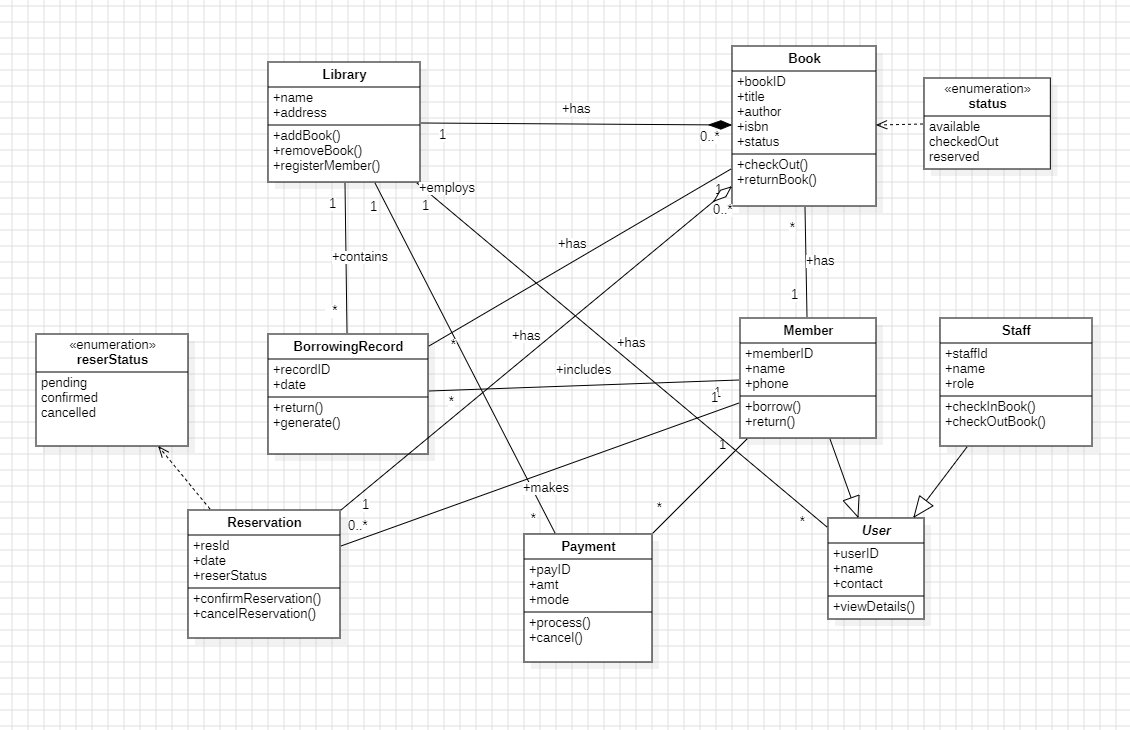 Library
+name
+address
+addBook()
+removeBook()
+registerMember()
Book
+bookID
+title
+author
+isbn
+status
+checkOut()
+returnBook()
«enumeration»
status
available
checkedOut
reserved
+has
1
0..*
+employs
1
1
1
1
0..*
+contains
*
+has
*
+has
1
*
+has
+has
+includes
*
1
1
«enumeration»
reserStatus
pending
confirmed
cancelled
BorrowingRecord
+recordID
+date
+return()
+generate()
*
Member
+memberID
+name
+phone
+borrow()
+return()
Staff
+staffId
+name
+role
+checkInBook()
+checkOutBook()
1
+makes
*
*
*
1
0..*
Reservation
+resId
+date
+reserStatus
+confirmReservation()
+cancelReservation()
Payment
+payID
+amt
+mode
+process()
+cancel()
User
+userID
+name
+contact
+viewDetails()